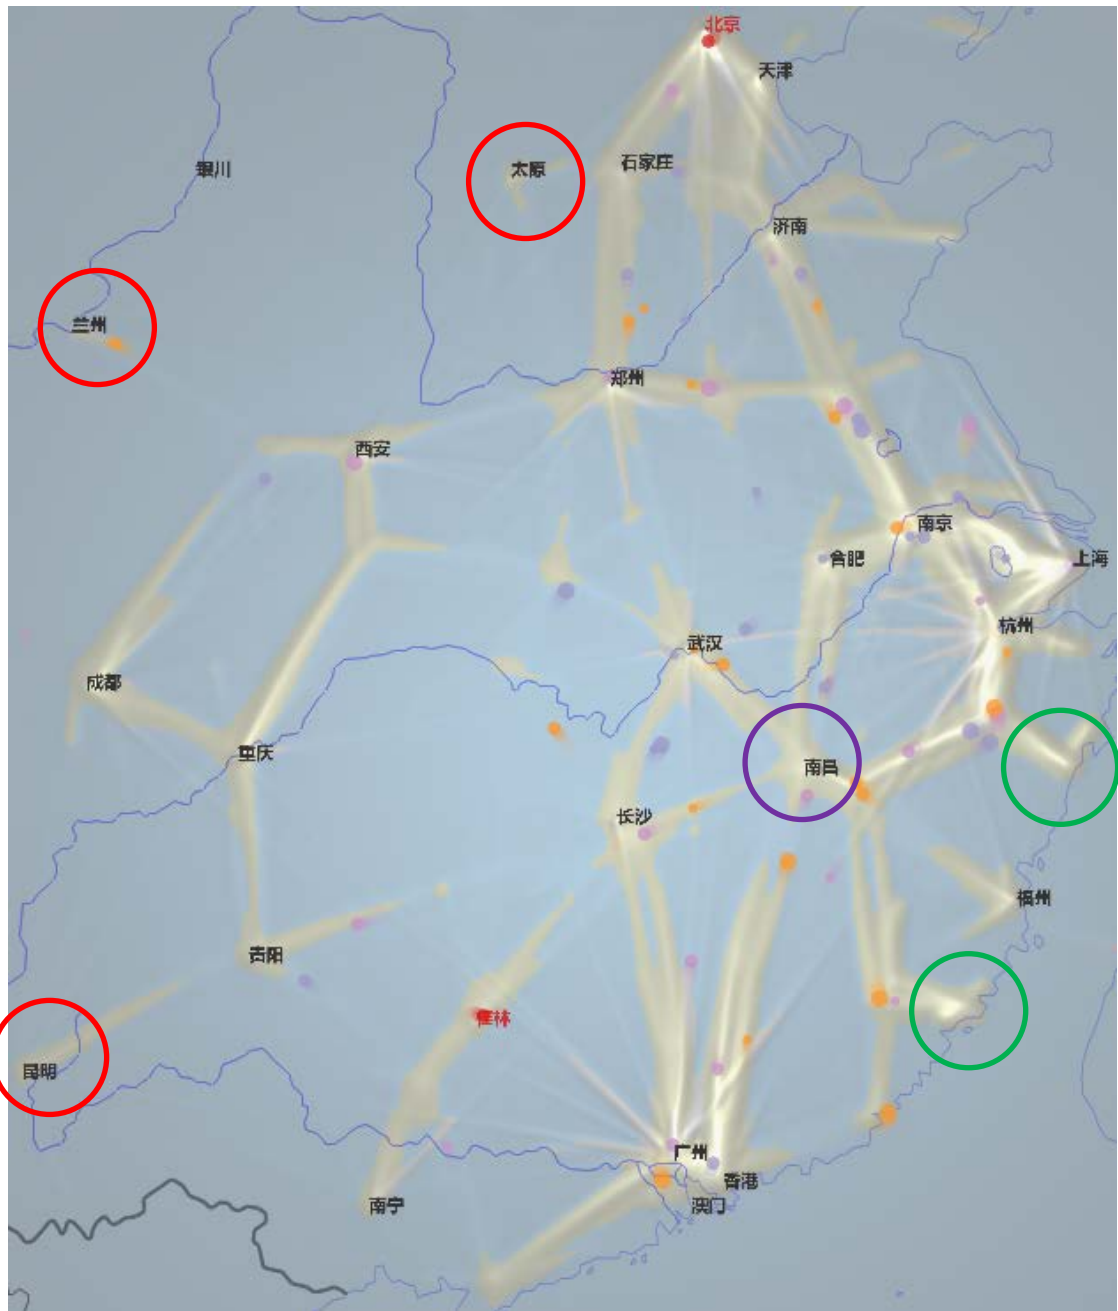 北京
天津
石家庄
太原
银川
济南
兰州
郑州
西安
南京
合肥
上海
杭州
武汉
成都
重庆
南昌
长沙
福州
贵阳
桂林
昆明
广州
香港
南宁
澳门